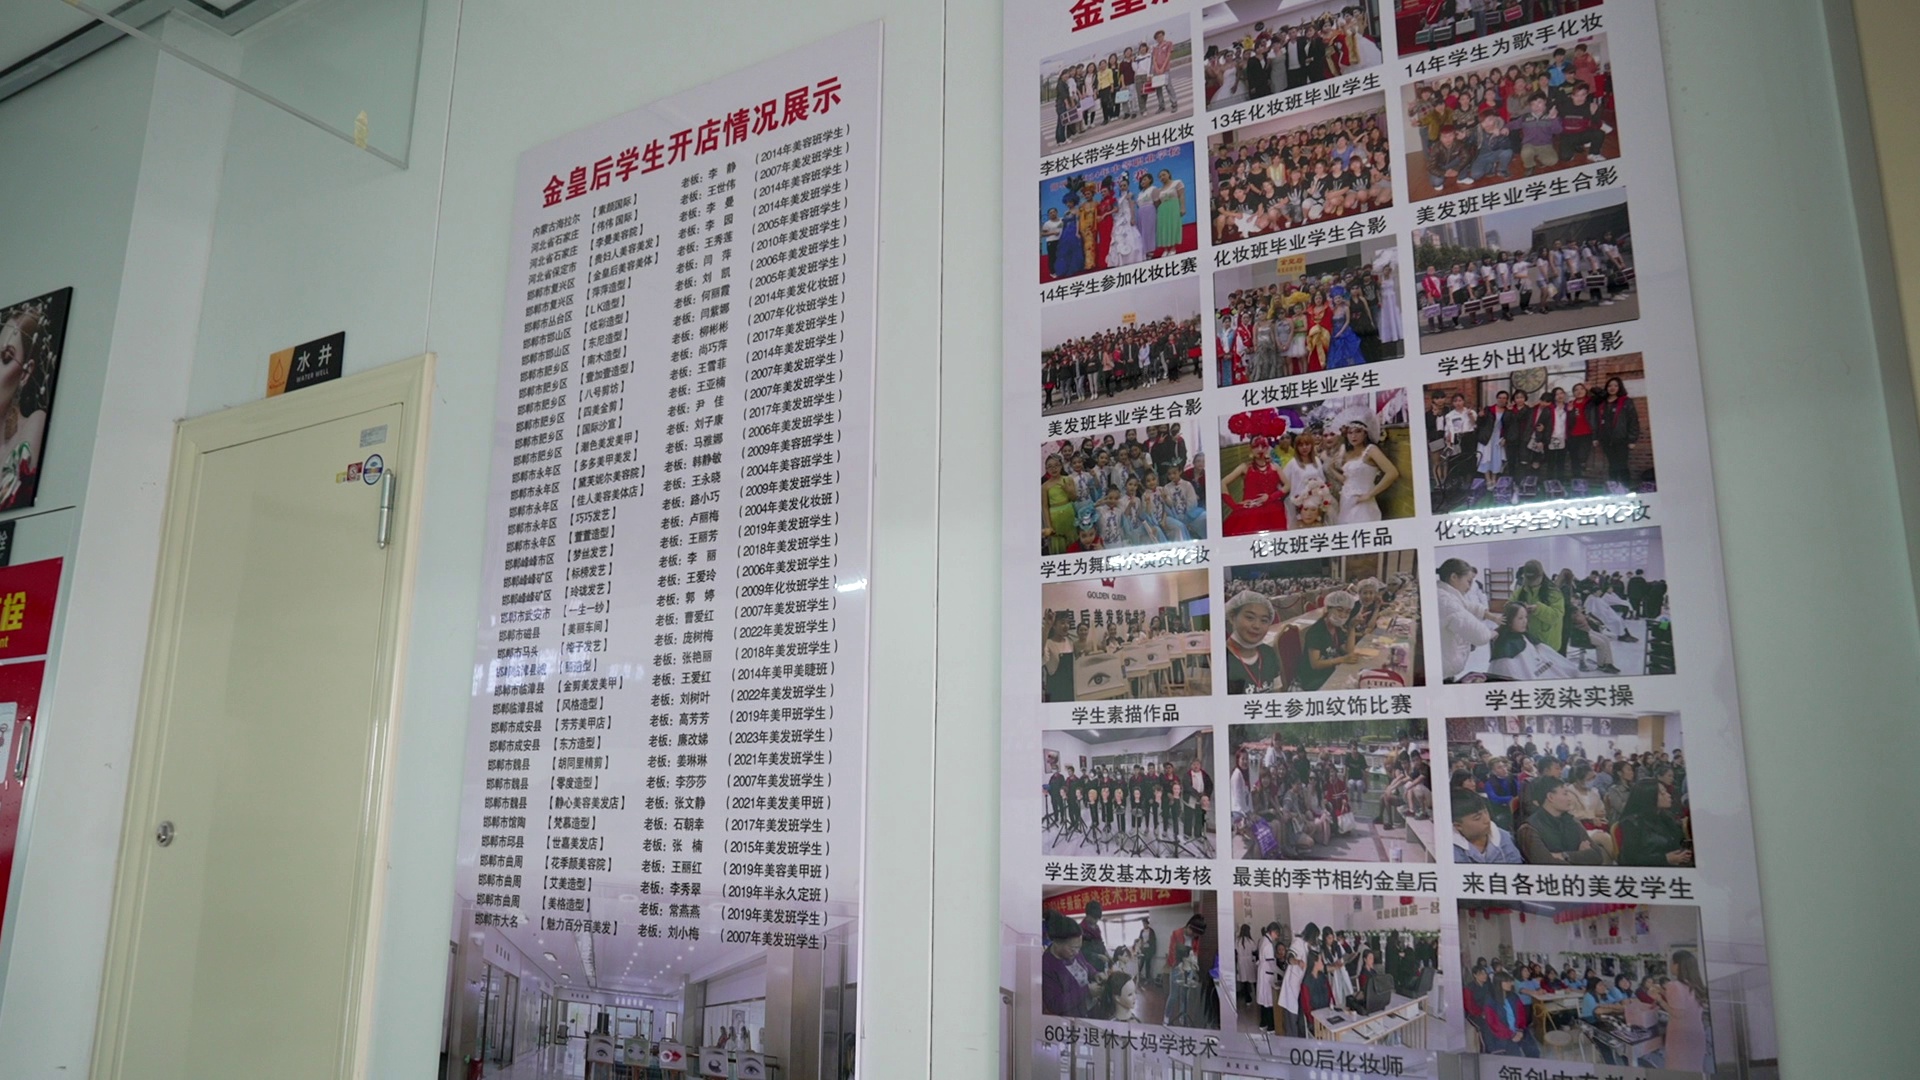 金皇后学生开店情况展示
内蒙古海拉尔 【素颜国际】 老板：李 静 （2014年美容班学生）
河北省石家庄 【伟伟国际】 老板：王世伟 （2007年美发班学生）
河北省石家庄 【李曼美容院】 老板：李 曼 （2014年美容班学生）
河北省保定市 【贵妇人美容美发】 老板：李 园 （2014年美发班学生）
邯郸市复兴区 【金皇后美容美体】 老板：王秀莲 （2005年美容班学生）
邯郸市复兴区 【萍萍造型】 老板：闫 萍 （2010年美发班学生）
邯郸市丛台区 【LK造型】 老板：刘 凯 （2006年美发班学生）
邯郸市邯山区 【炫彩造型】 老板：何丽霞 （2005年美发班学生）
邯郸市邯山区 【东尼造型】 老板：闫紫娜 （2014年美发化妆班）
邯郸市肥乡区 【南木造型】 老板：柳彬彬 （2007年化妆班学生）
邯郸市肥乡区 【壹加壹造型】 老板：尚巧萍 （2017年美发班学生）
邯郸市肥乡区 【八号剪坊】 老板：王雪菲 （2014年美发班学生）
邯郸市肥乡区 【四美金剪】 老板：王亚楠 （2007年美发班学生）
邯郸市肥乡区 【国际沙宣】 老板：尹 佳 （2007年美发班学生）
邯郸市肥乡区 【潮色美发美甲】 老板：刘子康 （2017年美发班学生）
邯郸市永年区 【多多美甲美发】 老板：马雅娜 （2006年美发班学生）
邯郸市永年区 【黛芙妮尔美容院】 老板：韩静敏 （2009年美容班学生）
邯郸市永年区 【佳人美容美体店】 老板：王永晓 （2004年美容班学生）
邯郸市永年区 【巧巧发艺】 老板：路小巧 （2009年美发班学生）
邯郸市永年区 【壹壹造型】 老板：卢丽梅 （2004年美发化妆班）
邯郸峰峰市区 【梦丝发艺】 老板：王丽芳 （2019年美发班学生）
邯郸峰峰矿区 【标榜发艺】 老板：李 丽 （2018年美发班学生）
邯郸峰峰矿区 【玲珑发艺】 老板：王爱玲 （2006年美发班学生）
邯郸市武安市 【一生一纱】 老板：郭 婷 （2009年化妆班学生）
邯郸市磁县 【美丽车间】 老板：曹爱红 （2007年美发班学生）
邯郸市马头 【梅子发艺】 老板：庞树梅 （2022年美发班学生）
邯郸临漳县城 造型】 老板：张艳丽 （2018年美发班学生）
邯郸市临漳县 【金剪美发美甲】 老板：王爱红 （2014年美甲美睫班）
邯郸临漳县城 【风格造型】 老板：刘树叶 （2022年美发班学生）
邯郸市成安县 【芳芳美甲店】 老板：高芳芳 （2019年美甲班学生）
邯郸市成安县 【东方造型】 老板：廉改娣 （2023年美发班学生）
邯郸市魏县 【胡同里精剪】 老板：姜琳琳 （2021年美发班学生）
邯郸市魏县 【零度造型】 老板：李莎莎 （2007年美发班学生）
邯郸市魏县 【静心美容美发店】 老板：张文静 （2021年美发美甲班）
邯郸市馆陶 【梵慕造型】 老板：石朝幸 （2017年美发班学生）
邯郸市邱县 【世嘉美发店】 老板：张 楠 （2015年美发班学生）
邯郸市曲周 【花季颜美容院】 老板：王丽红 （2019年美容美甲班）
邯郸市曲周 【艾美造型】 老板：李秀翠 （2019年半永久定班）
邯郸市曲周 【美格造型】 老板：常燕燕 （2019年美发班学生）
邯郸市大名 【魅力百分百美发】 老板：刘小梅 （2007年美发班学生）
水井
WATER WELL
栓
金皇
李校长带学生外出化妆 13年化妆班毕业学生 14年学生为歌手化妆
14年学生参加化妆比赛 化妆班毕业学生合影 美发班毕业学生合影
美发班毕业学生合影 化妆班毕业学生 学生外出化妆留影
学生为舞蹈小演员化妆 化妆班学生作品 化妆班学生外出化妆
GOLDEN QUEEN
学生素描作品 学生参加纹饰比赛 学生烫染实操
学生烫发基本功考核 最美的季节相约金皇后 来自各地的美发学生
60岁退休大妈学技术 00后化妆师